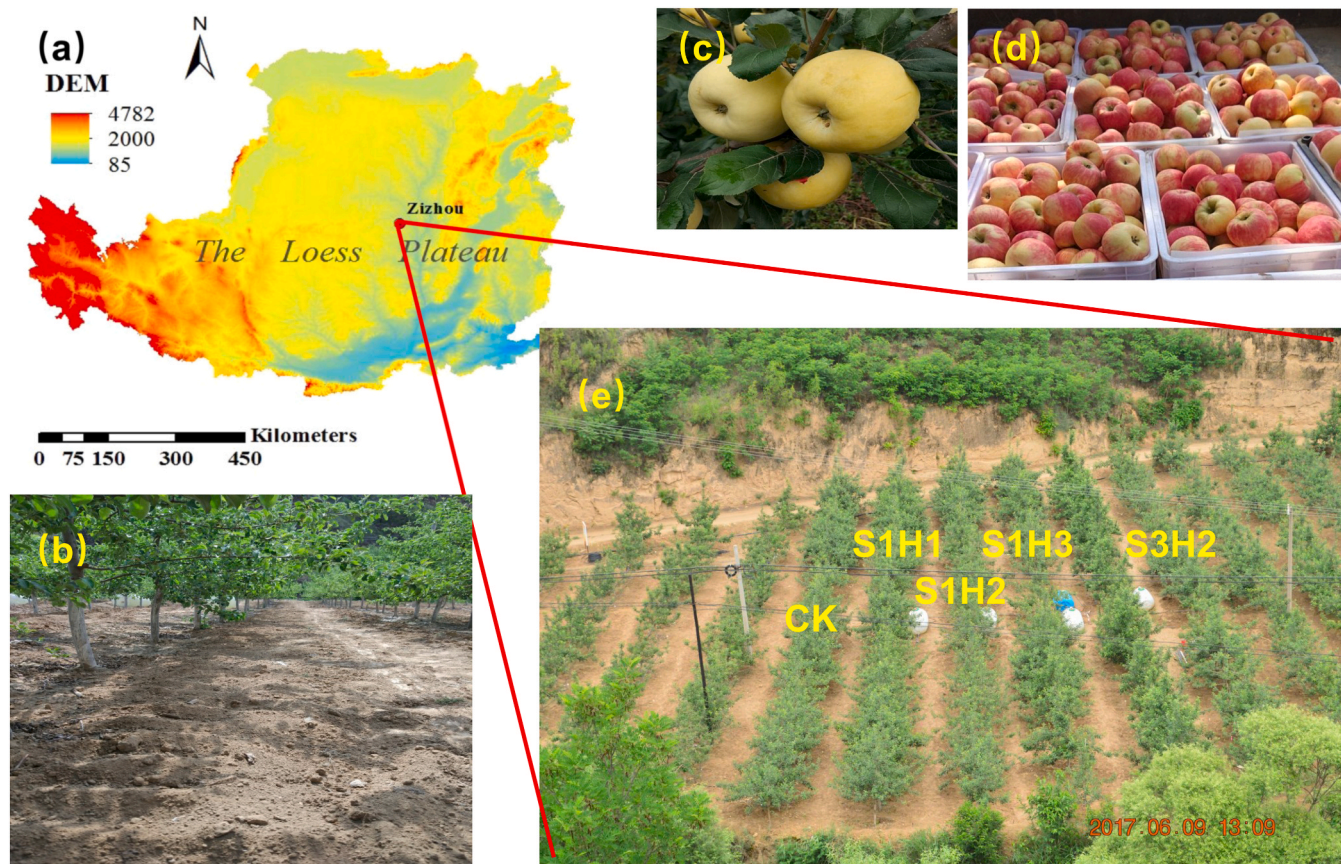 (a)
N
DEM
4782
2000
85
Zizhou
The Loess Plateau
Kilometers
0 75 150 300 450
(b)
(c)
(d)
(e)
S1H1 S1H3 S3H2
S1H2
CK
2017.06.09 13:09